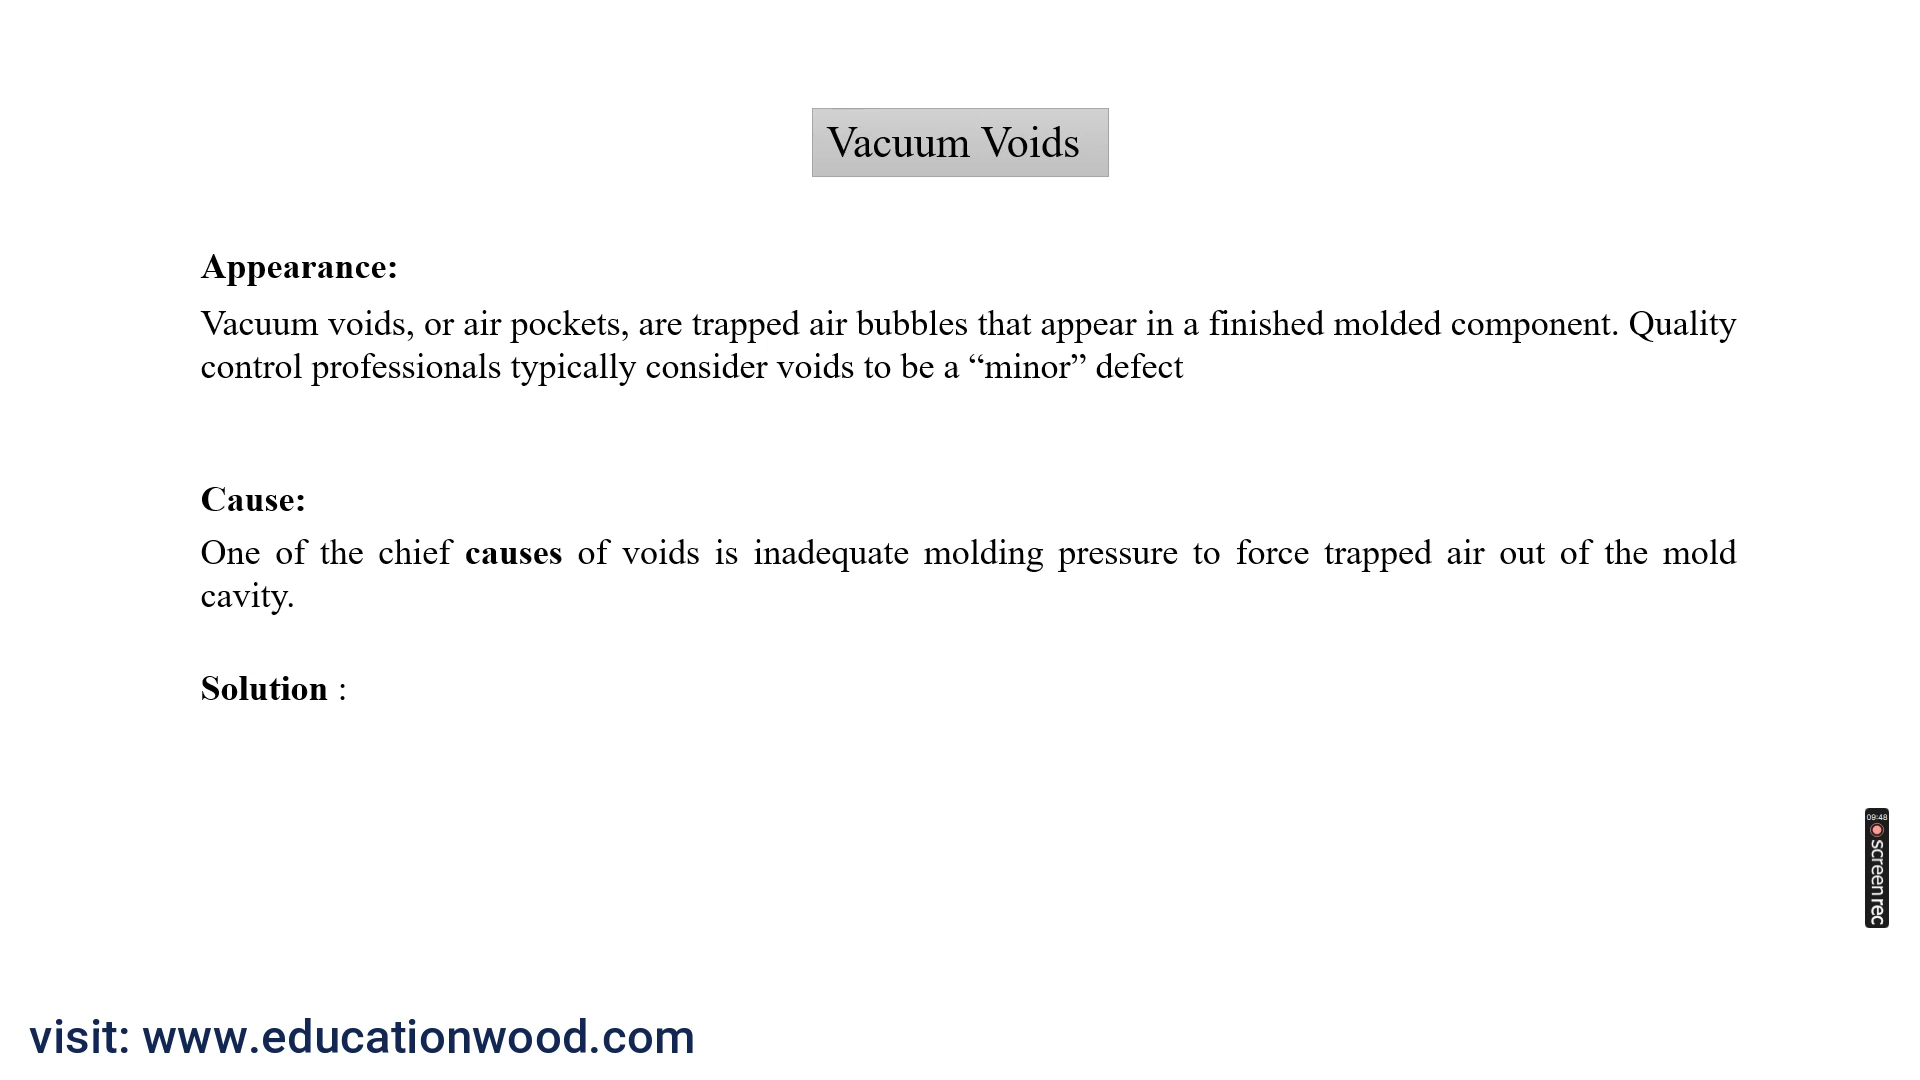 Vacuum Voids
Appearance:
Vacuum voids, or air pockets, are trapped air bubbles that appear in a finished molded component. Quality
control professionals typically consider voids to be a “minor” defect
Cause:
One of the chief causes of voids is inadequate molding pressure to force trapped air out of the mold
cavity.
Solution :
09:48
screenrec
visit: www.educationwood.com